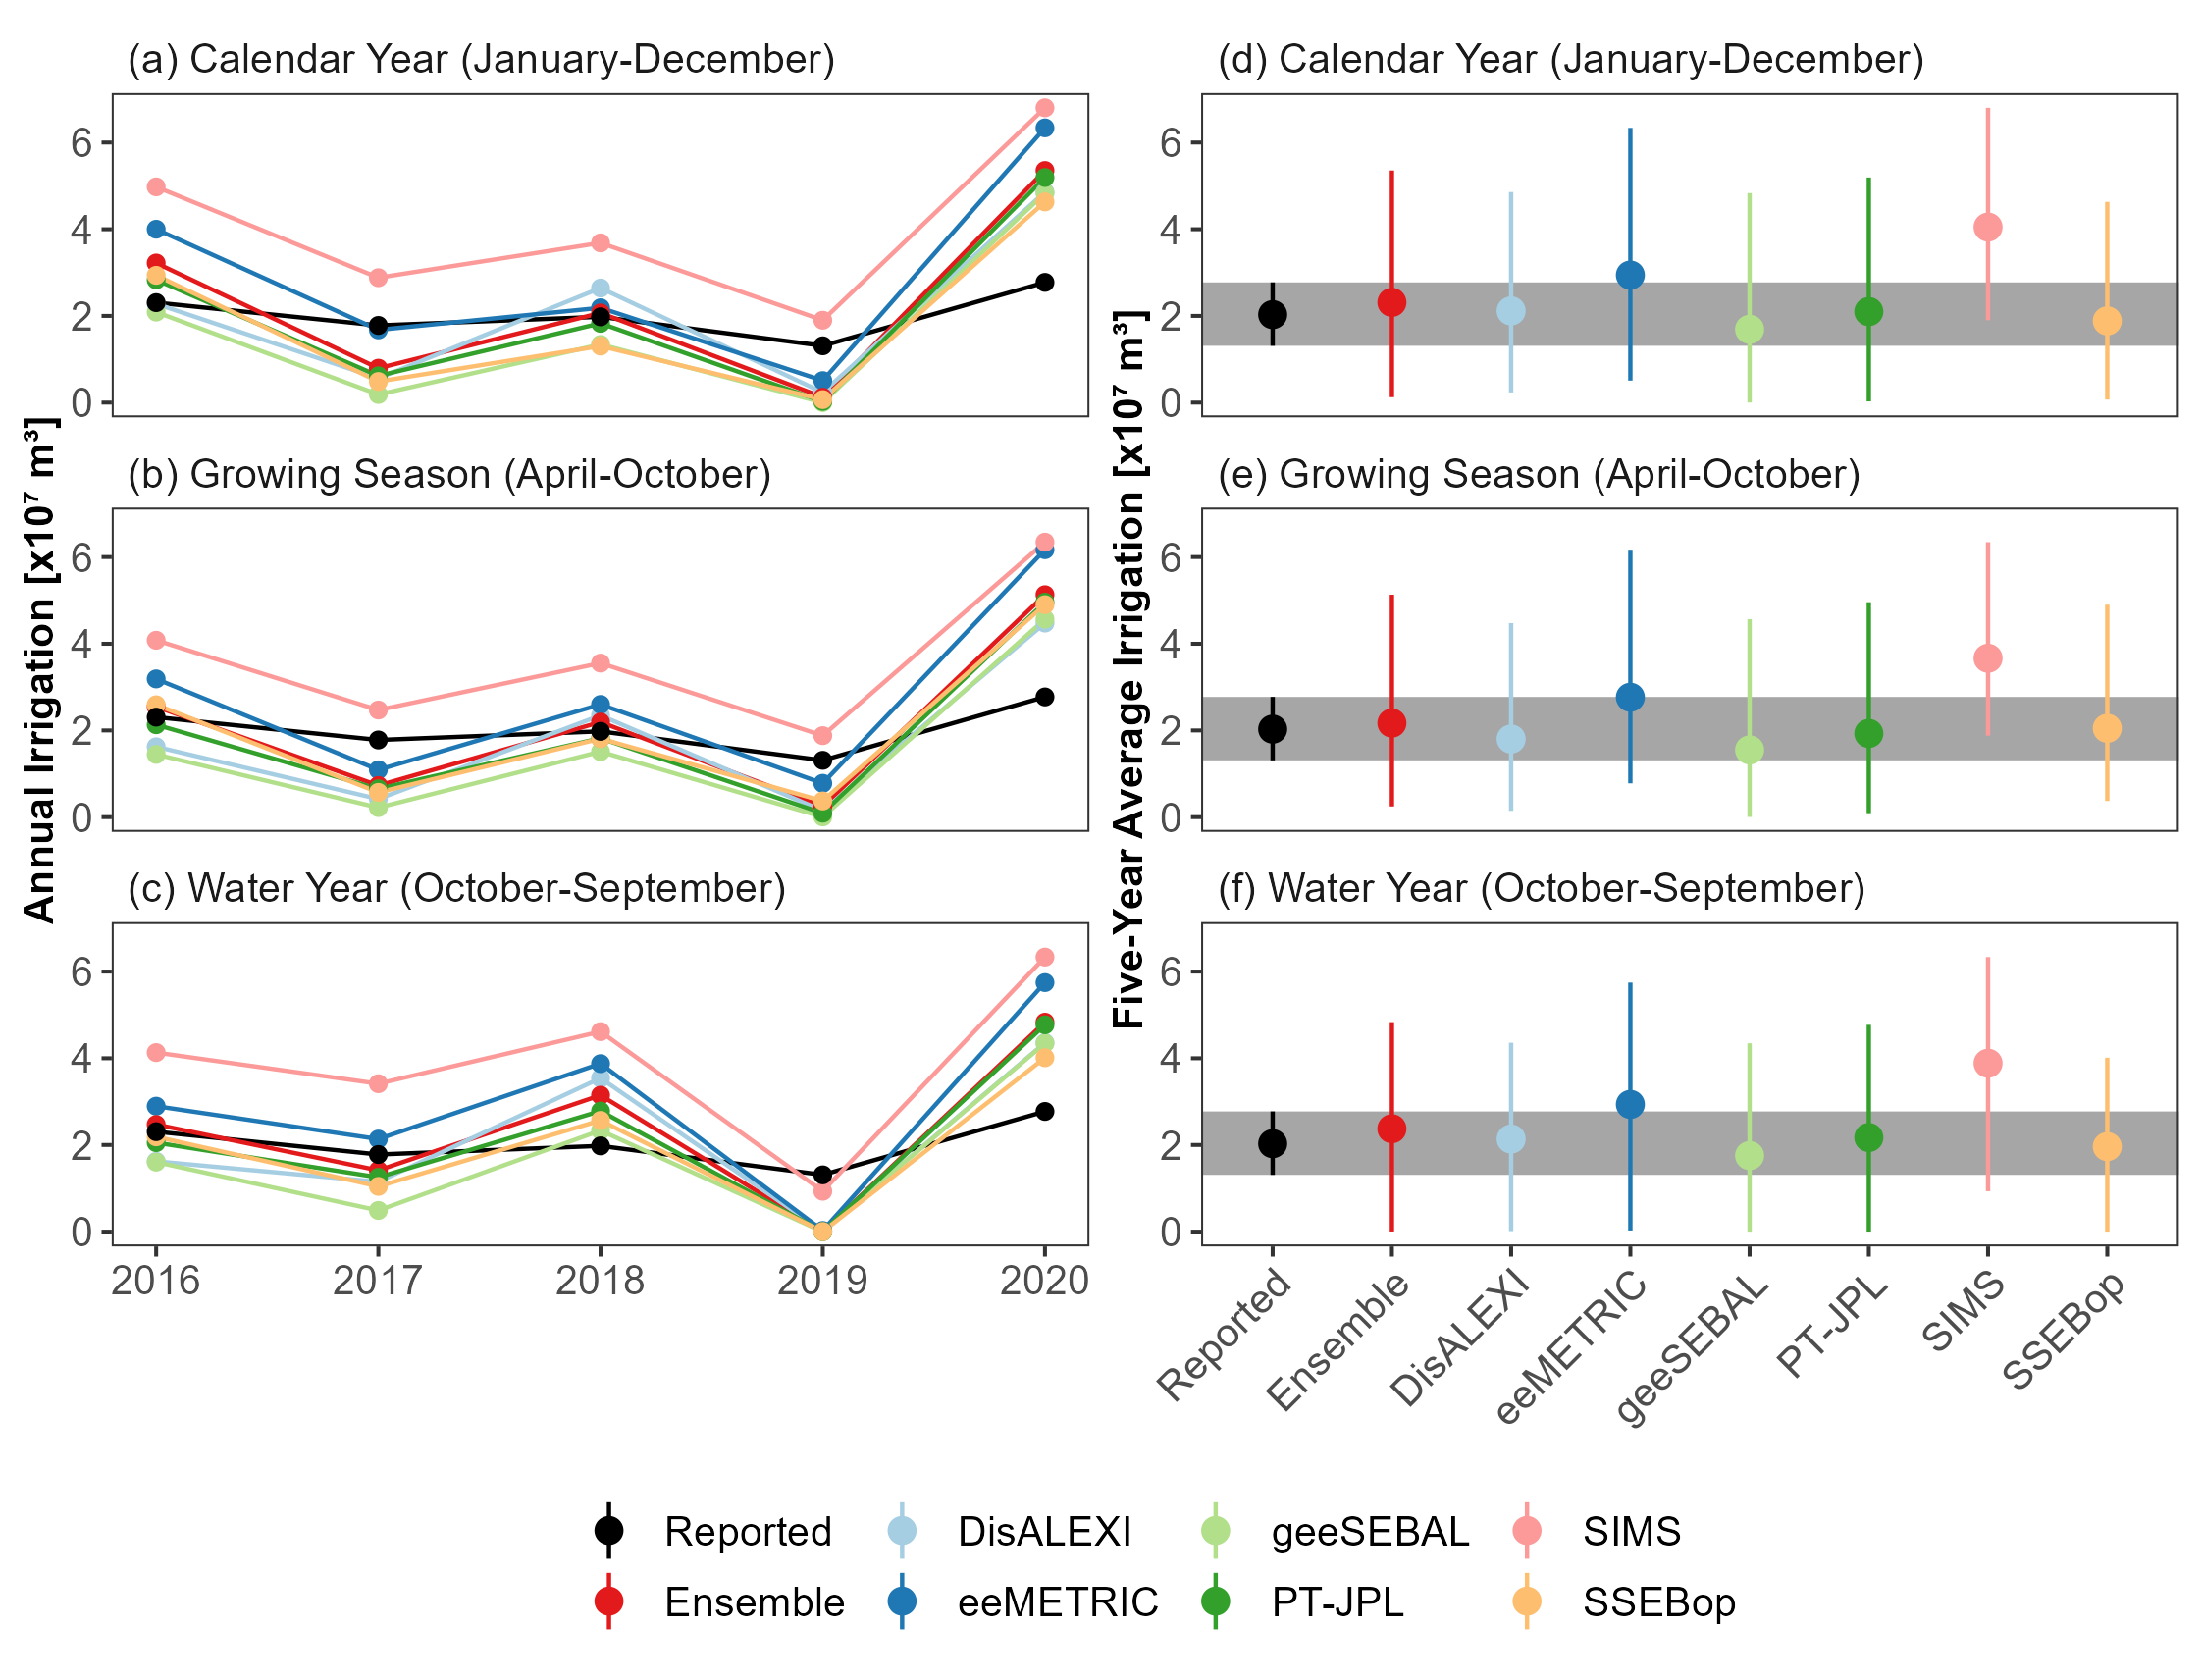 (a) Calendar Year (January-December)
6
4
2
0
(b) Growing Season (April-October)
6
4
2
0
(c) Water Year (October-September)
6
4
2
0
2016 2017 2018 2019 2020
Annual Irrigation [x10⁷ m³]
(d) Calendar Year (January-December)
6
4
2
0
(e) Growing Season (April-October)
6
4
2
0
(f) Water Year (October-September)
6
4
2
0
Reported Ensemble DisALEXI eeMETRIC geeSEBAL PT-JPL SIMS SSEBop
Five-Year Average Irrigation [x10⁷ m³]
Reported DisALEXI geeSEBAL SIMS
Ensemble eeMETRIC PT-JPL SSEBop